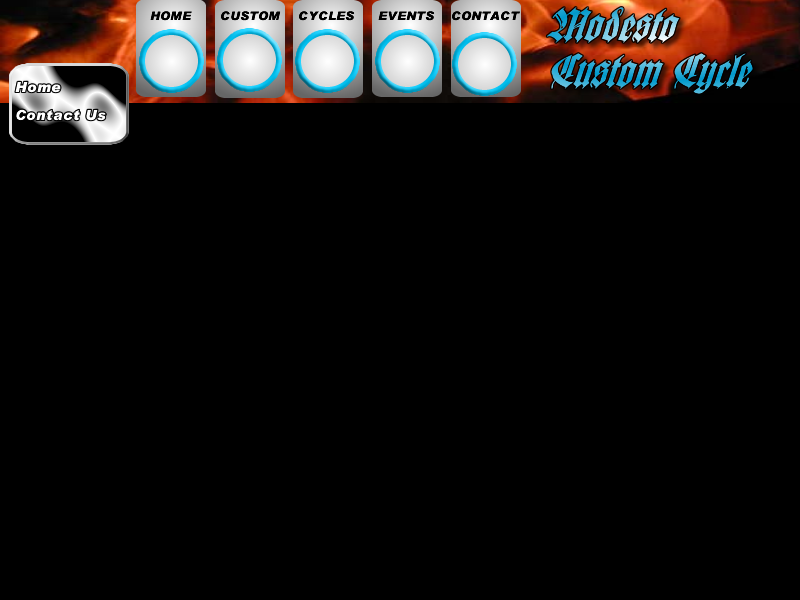 HOME
CUSTOM
CYCLES
EVENTS
CONTACT
Modesto
Custom Cycle
Home
Contact Us